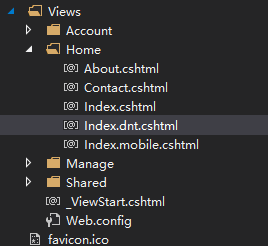 Views
Account
Home
About.cshtml
Contact.cshtml
Index.cshtml
Index.dnt.cshtml
Index.mobile.cshtml
Manage
Shared
_ViewStart.cshtml
Web.config
favicon.ico